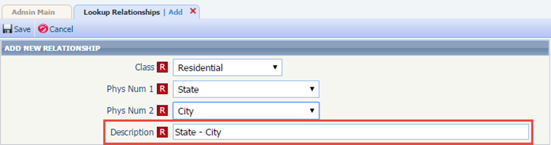 Admin Main Lookup Relationships | Add
Save Cancel
ADD NEW RELATIONSHIP
Class R Residential
Phys Num 1 R State
Phys Num 2 R City
Description R State - City